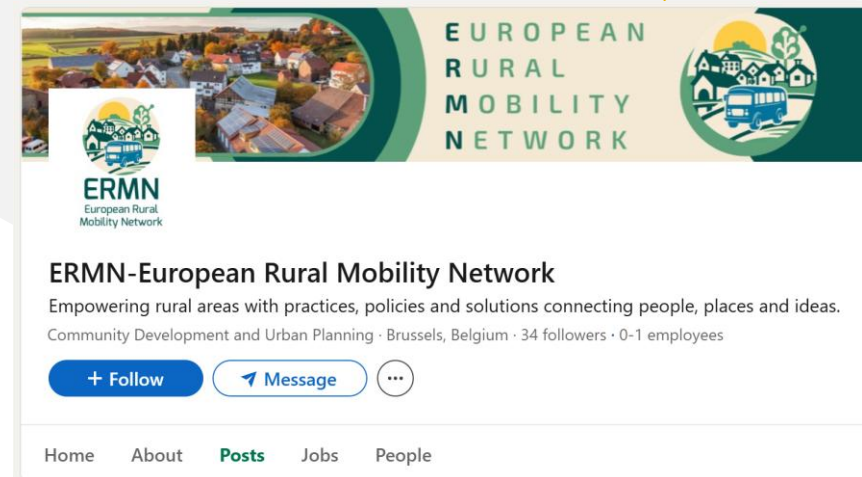 EUROPEAN
RURAL
MOBILITY
NETWORK
ERMN
European Rural
Mobility Network
ERMN-European Rural Mobility Network
Empowering rural areas with practices, policies and solutions connecting people, places and ideas.
Community Development and Urban Planning · Brussels, Belgium · 34 followers · 0-1 employees
+ Follow
Message
Home About Posts Jobs People